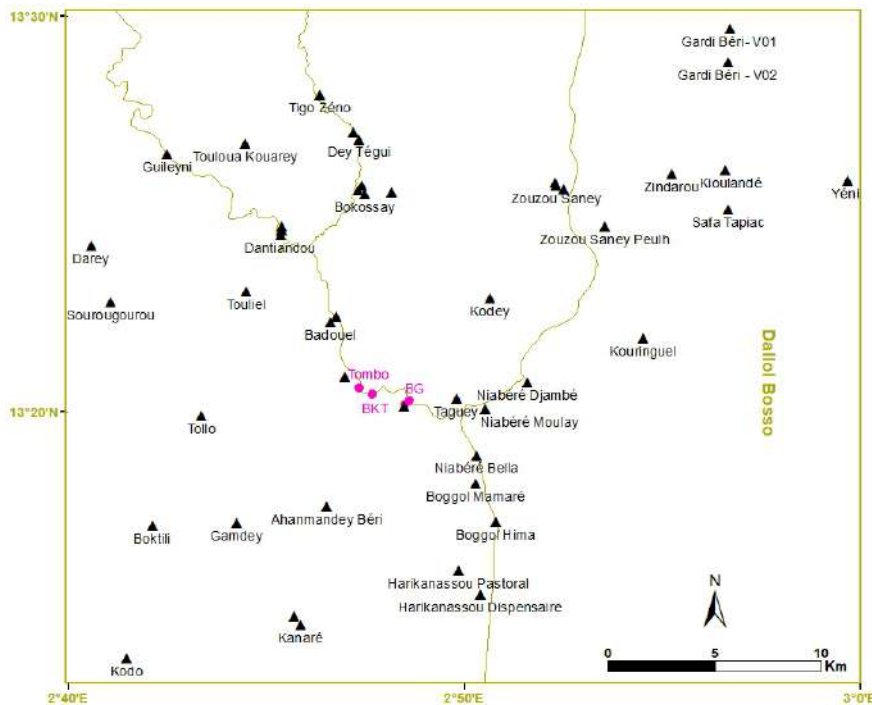 13°30'N
Gardi Béri- V01
Gardi Béri - V02
Tigo Zéno
Dey Tégui
Touloua Kouarey
Guileyni
Bokossay
Zouzou Saney
Zindarou
Kioulandé
Yéni
Safa Tapiac
Zouzou Saney Peulh
Dantiandou
Darey
Touliel
Sourougourou
Kodey
Badouel
Kouringuel
Dallol Bosso
Tombo
BG
BKT
Niabéré Djambé
Taguey
Niabéré Moulay
13°20'N
Tollo
Niabéré Bella
Boggol Mamaré
Ahanmandey Béri
Boktili
Gamdey
Boggol Hima
Harikanassou Pastoral
Harikanassou Dispensaire
N
Kanaré
0 5 10
Km
Kodo
2°40'E
2°50'E
3°0'E